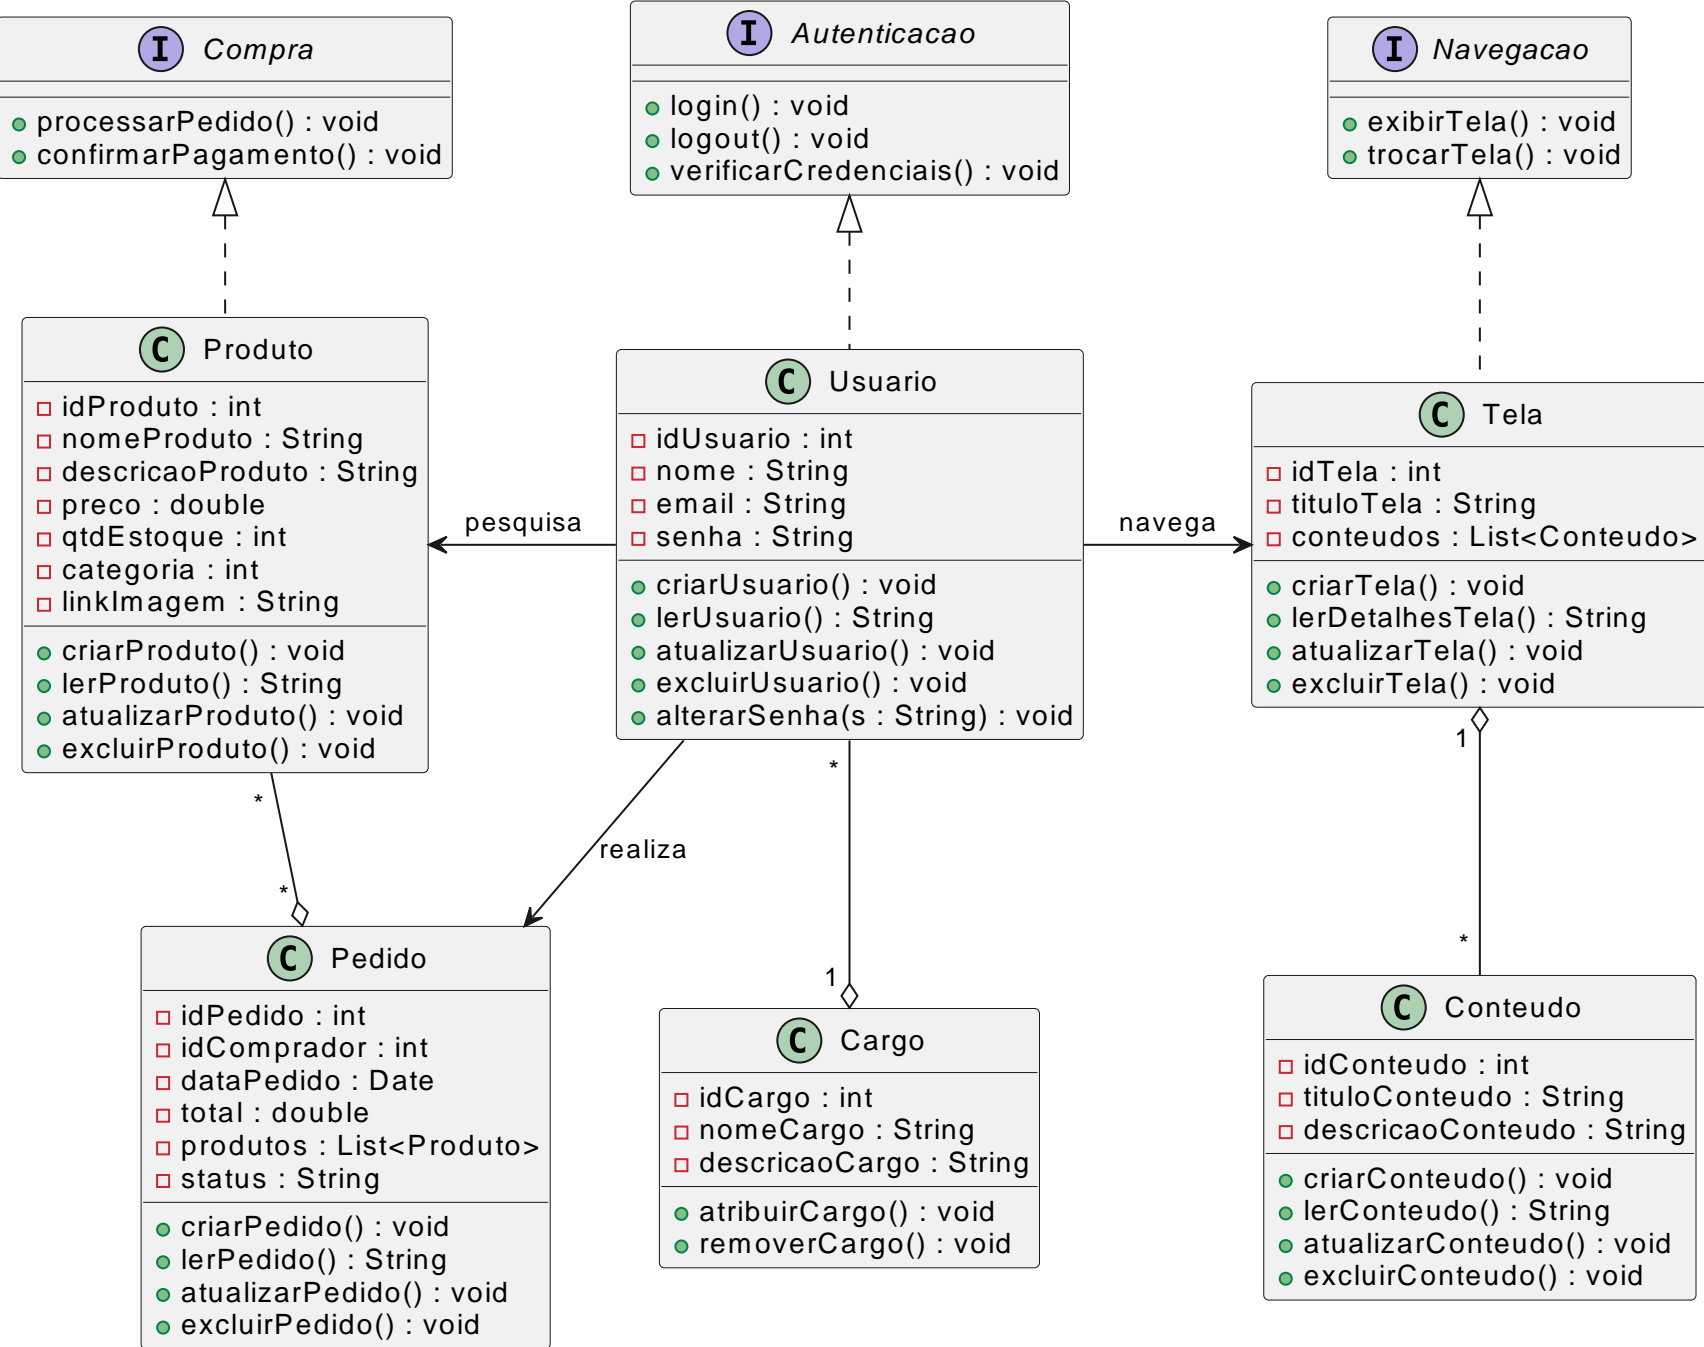 I Compra
processarPedido() : void
confirmarPagamento() : void
I Autenticacao
login() : void
logout() : void
verificarCredenciais() : void
I Navegacao
exibirTela() : void
trocarTela() : void
C Produto
idProduto : int
nomeProduto : String
descricaoProduto : String
preco : double
qtdEstoque : int
categoria : int
linkImagem : String
criarProduto() : void
lerProduto() : String
atualizarProduto() : void
excluirProduto() : void
pesquisa
C Usuario
idUsuario : int
nome : String
email : String
senha : String
criarUsuario() : void
lerUsuario() : String
atualizarUsuario() : void
excluirUsuario() : void
alterarSenha(s : String) : void
navega
C Tela
idTela : int
tituloTela : String
conteudos : List<Conteudo>
criarTela() : void
lerDetalhesTela() : String
atualizarTela() : void
excluirTela() : void
*
*
realiza
*
1
1
*
C Pedido
idPedido : int
idComprador : int
dataPedido : Date
total : double
produtos : List<Produto>
status : String
criarPedido() : void
lerPedido() : String
atualizarPedido() : void
excluirPedido() : void
C Cargo
idCargo : int
nomeCargo : String
descricaoCargo : String
atribuirCargo() : void
removerCargo() : void
C Conteudo
idConteudo : int
tituloConteudo : String
descricaoConteudo : String
criarConteudo() : void
lerConteudo() : String
atualizarConteudo() : void
excluirConteudo() : void